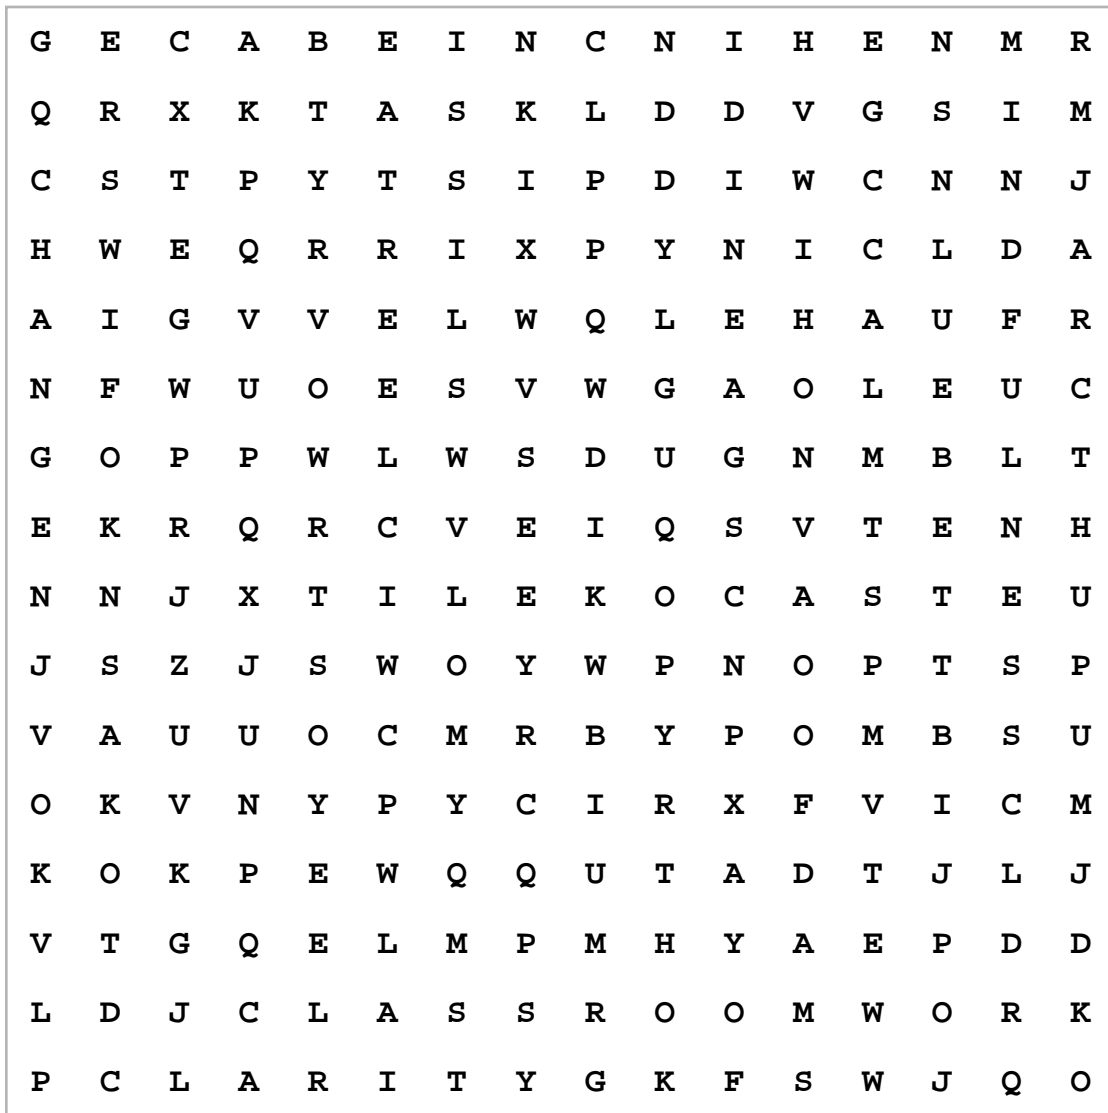 G E C A B E I N C N I H E N M R
Q R X K T A S K L D D V G S I M
C S T P Y T S I P D I W C N N J
H W E Q R R I X P Y N I C L D A
A I G V V E L W Q L E H A U F R
N F W U O E S V W G A O L E U C
G O P P W L W S D U G N M B L T
E K R Q R C V E I Q S V T E N H
N N J X T I L E K O C A S T E U
J S Z J S W O Y W P N O P T S P
V A U U O C M R B Y P O M B S U
O K V N Y P Y C I R X F V I C M
K O K P E W Q Q U T A D T J L J
V T G Q E L M P M H Y A E P D D
L D J C L A S S R O O M W O R K
P C L A R I T Y G K F S W J Q O